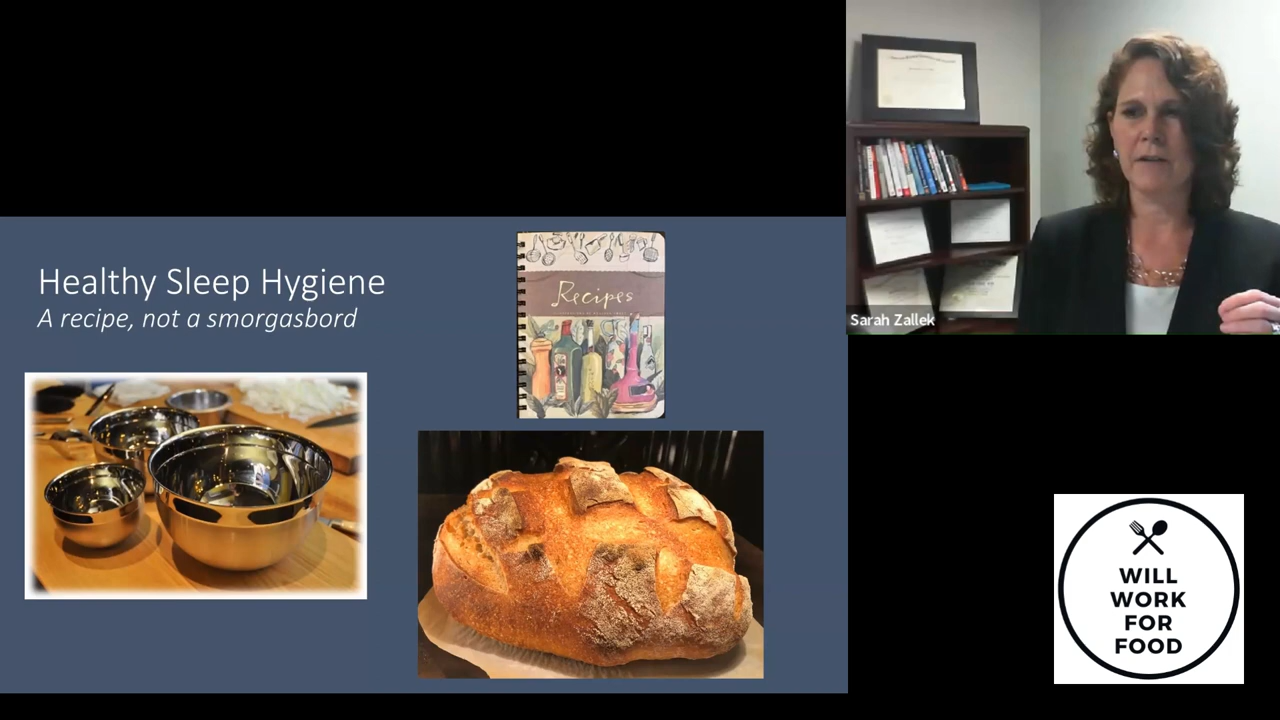 Healthy Sleep Hygiene
A recipe, not a smorgasbord
Recipes
Sarah Zallek
WILL
WORK
FOR
FOOD